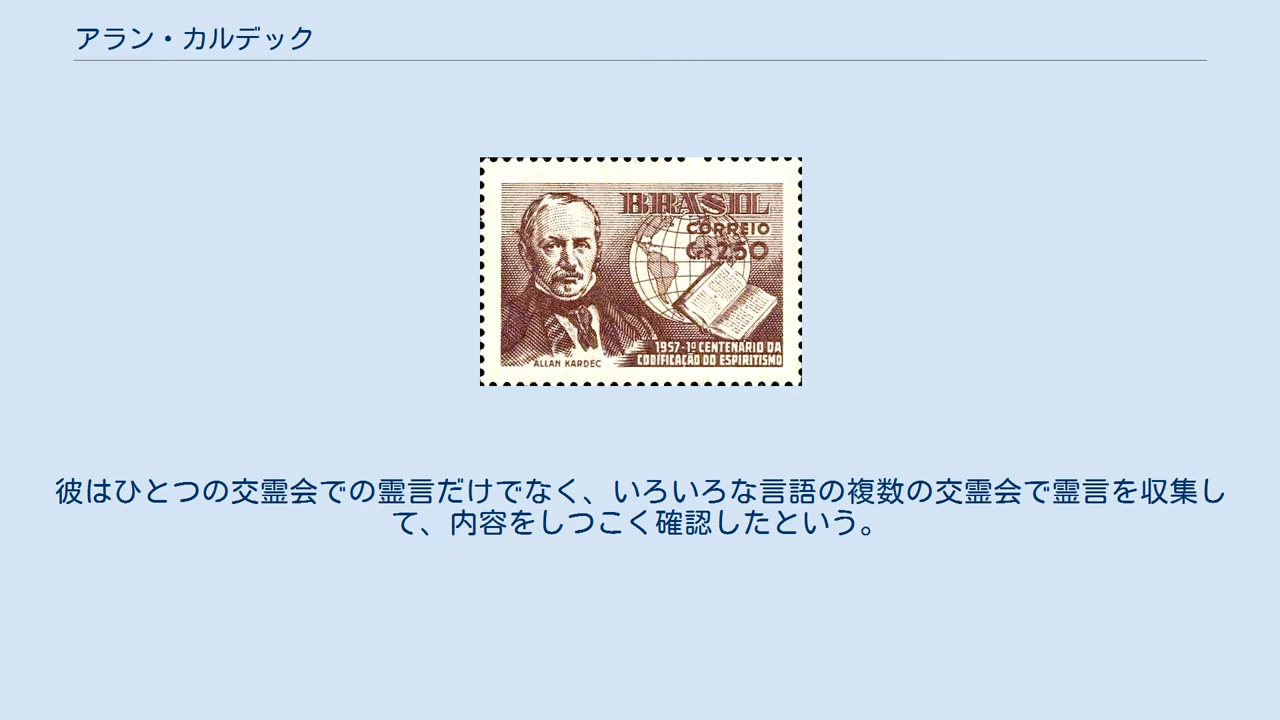 アラン・カルデック
BRASIL
CORREIO
Cr$ 2,50
1957-1º CENTENÁRIO DA
CODIFICAÇÃO DO ESPIRITISMO
ALLAN KARDEC
彼はひとつの交霊会での霊言だけでなく、いろいろな言語の複数の交霊会で霊言を収集し
て、内容をしつこく確認したという。